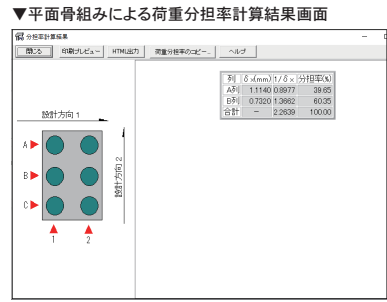 ▼平面骨組みによる荷重分担率計算結果画面
分担率計算結果
閉じる 印刷プレビュー HTML出力 荷重分担率のコピー... ヘルプ
列 δx(mm) 1/δx 分担率(%)
A列 1.1140 0.8977 39.65
B列 0.7320 1.3662 60.35
合計 － 2.2639 100.00
設計方向1
設計方向2
A
B
C
1 2